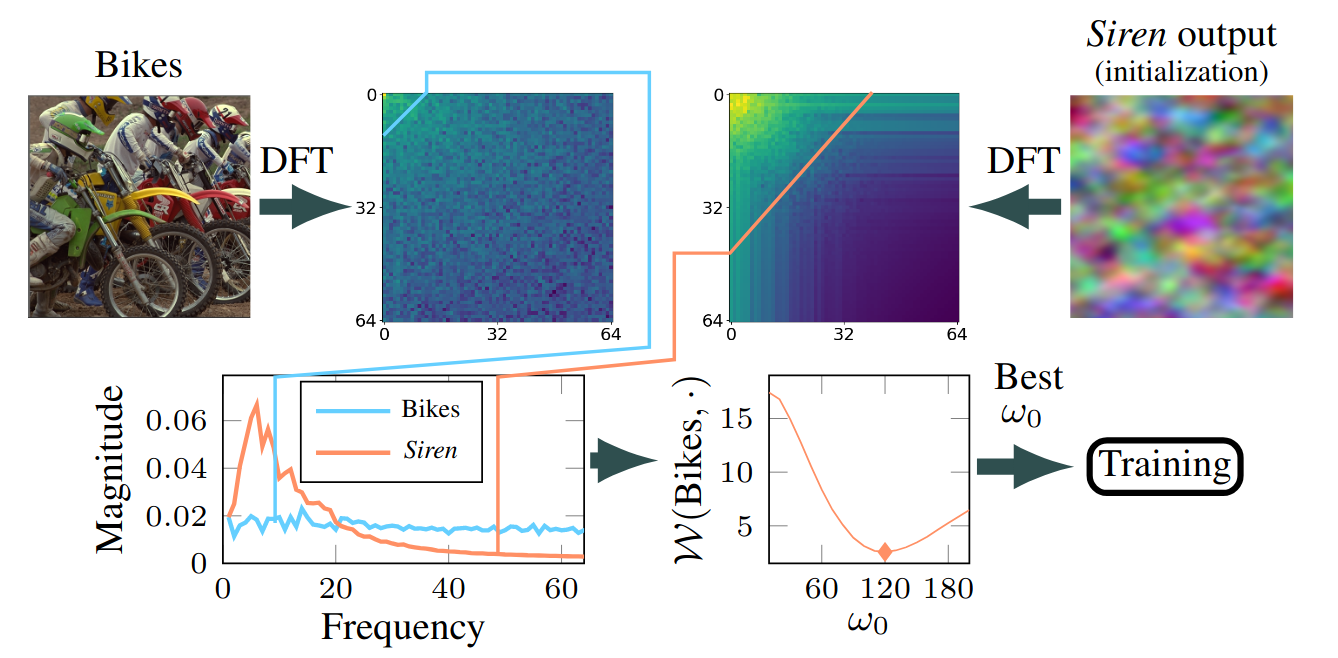 Bikes
Siren output
(initialization)
DFT
DFT
0
32
64
0
32
64
0
32
64
0
32
64
Magnitude
0.06
0.04
0.02
0
0
20
40
60
Frequency
Bikes
Siren
𝒲(Bikes, ·)
15
10
5
60
120
180
ω₀
Best
ω₀
Training